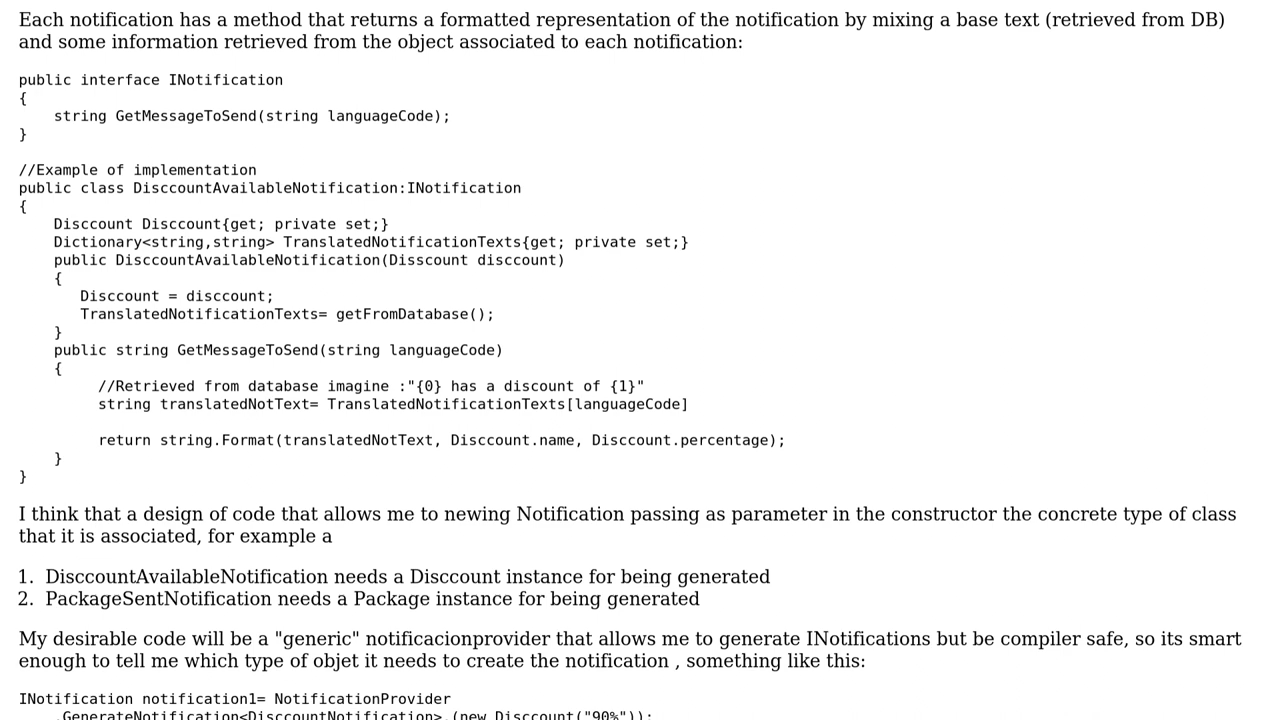 Each notification has a method that returns a formatted representation of the notification by mixing a base text (retrieved from DB)
and some information retrieved from the object associated to each notification:
public interface INotification
{
    string GetMessageToSend(string languageCode);
}
//Example of implementation
public class DisccountAvailableNotification:INotification
{
    Disccount Disccount{get; private set;}
    Dictionary<string,string> TranslatedNotificationTexts{get; private set;}
    public DisccountAvailableNotification(Disscount disccount)
    {
       Disccount = disccount;
       TranslatedNotificationTexts= getFromDatabase();
    }
    public string GetMessageToSend(string languageCode)
    {
         //Retrieved from database imagine :"{0} has a discount of {1}"
         string translatedNotText= TranslatedNotificationTexts[languageCode]
         return string.Format(translatedNotText, Disccount.name, Disccount.percentage);
    }
}
I think that a design of code that allows me to newing Notification passing as parameter in the constructor the concrete type of class
that it is associated, for example a
1. DisccountAvailableNotification needs a Disccount instance for being generated
2. PackageSentNotification needs a Package instance for being generated
My desirable code will be a "generic" notificacionprovider that allows me to generate INotifications but be compiler safe, so its smart
enough to tell me which type of objet it needs to create the notification , something like this:
INotification notification1= NotificationProvider
     .GenerateNotification<DisccountNotification>.(new Disccount("90%"));